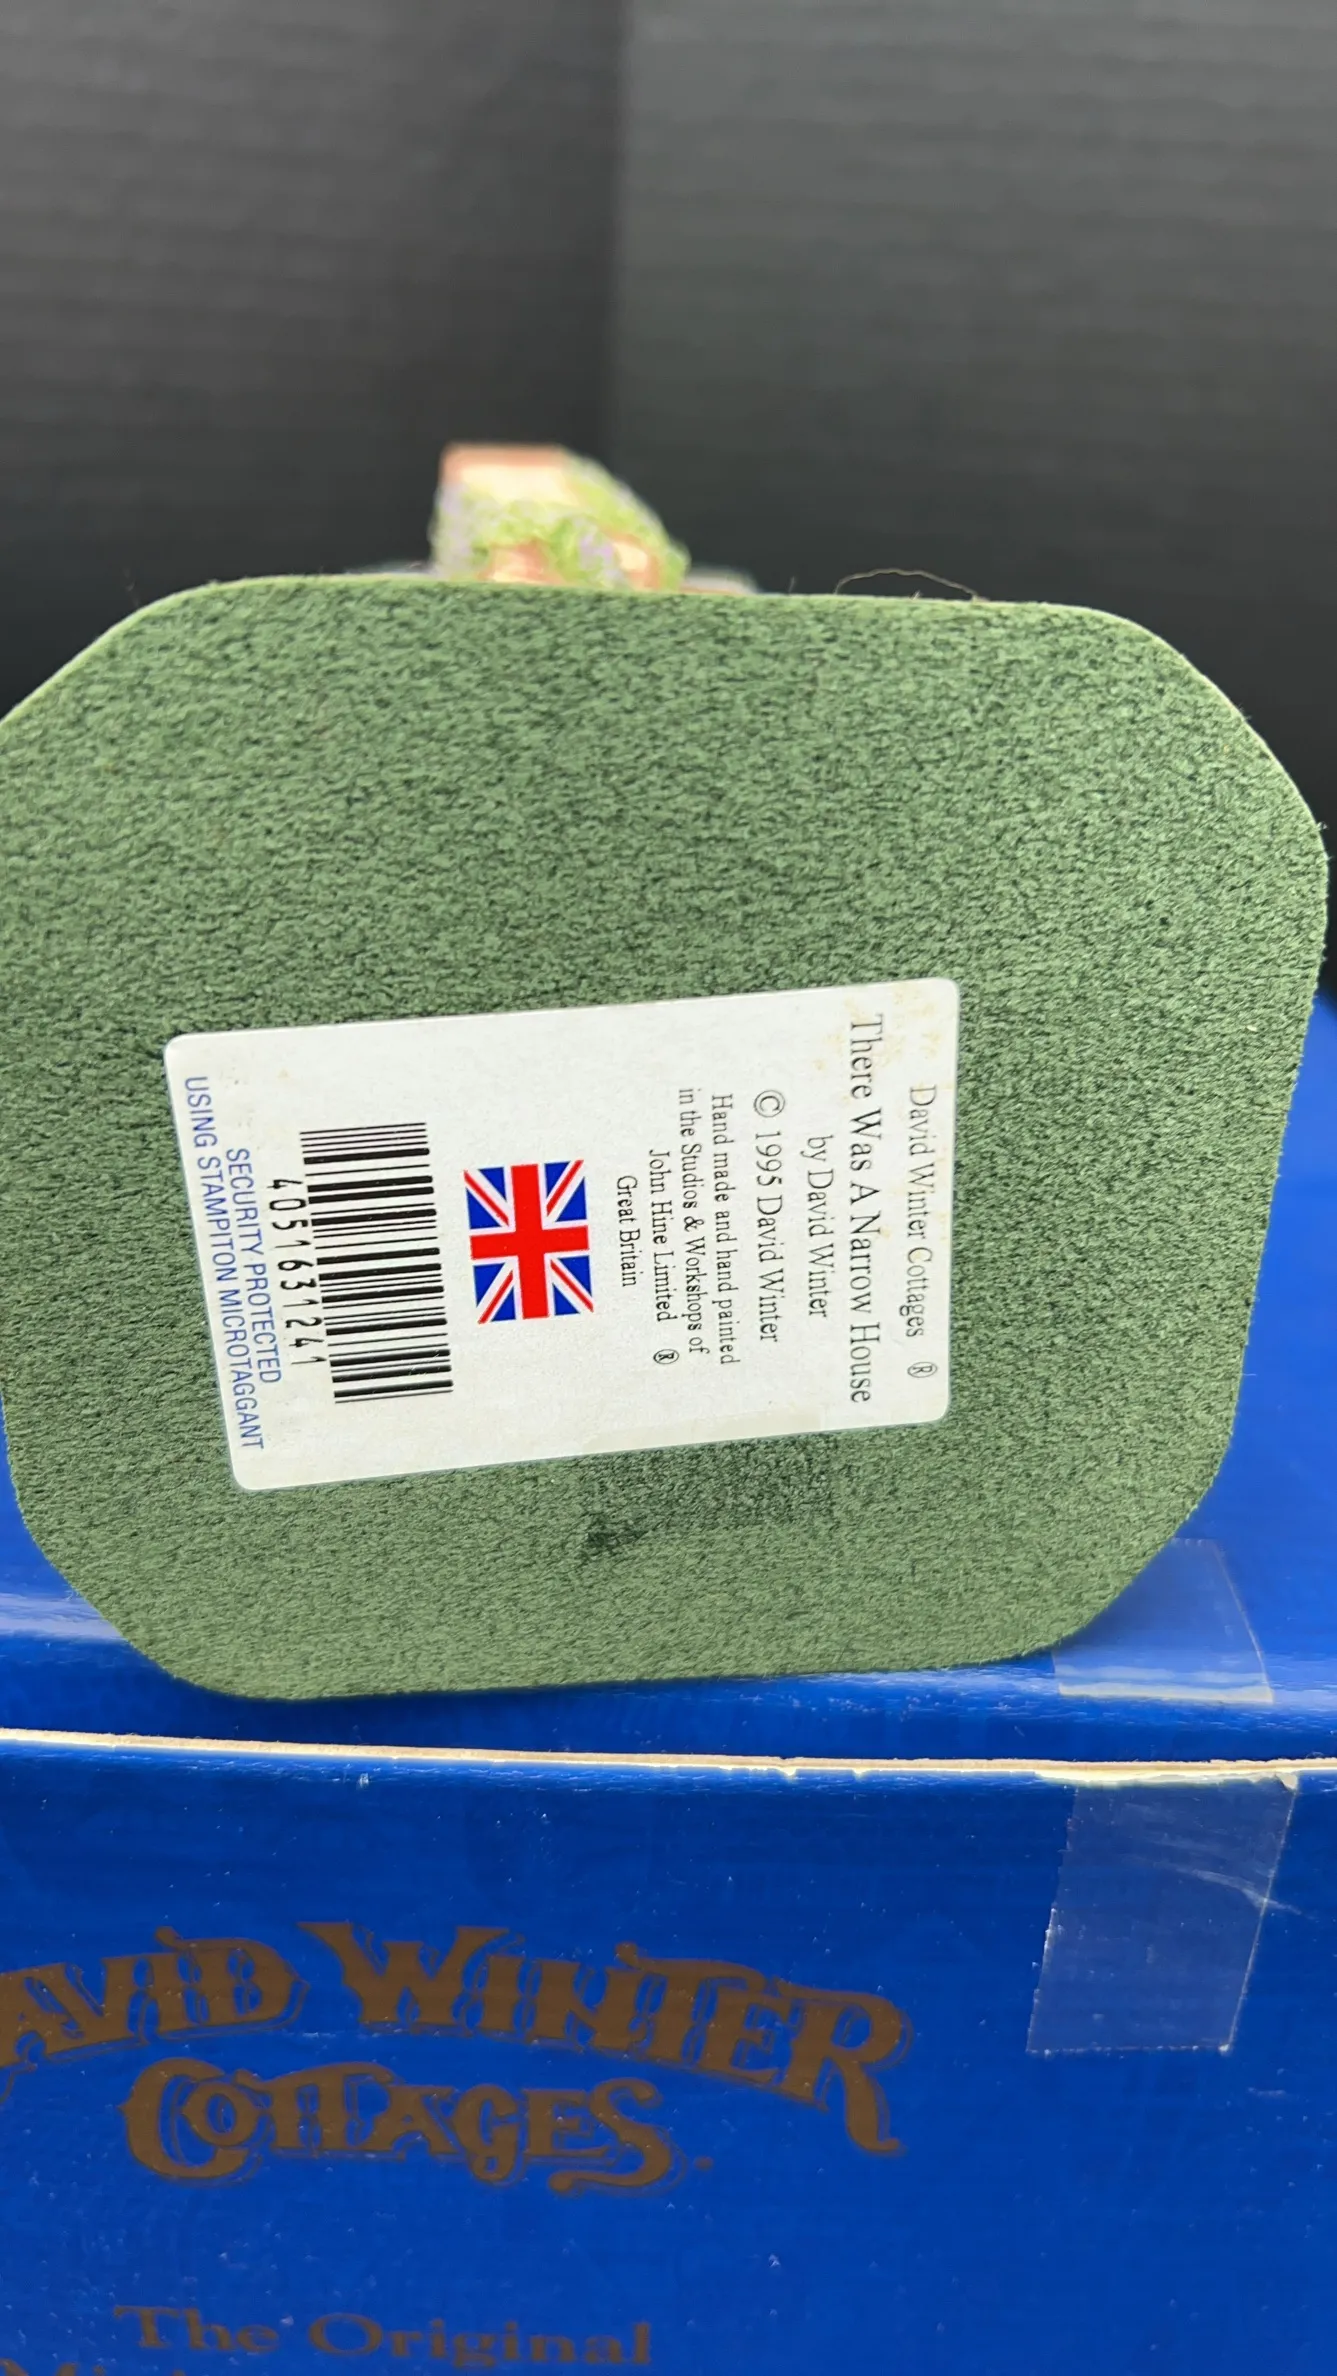 David Winter Cottages ®
There Was A Narrow House
by David Winter
© 1995 David Winter
Hand made and hand painted
in the Studios & Workshops of
John Hine Limited ®
Great Britain
4051631241
SECURITY PROTECTED
USING STAMPITON MICROTAGGANT
AVID WINTER
COTTAGES
The Original